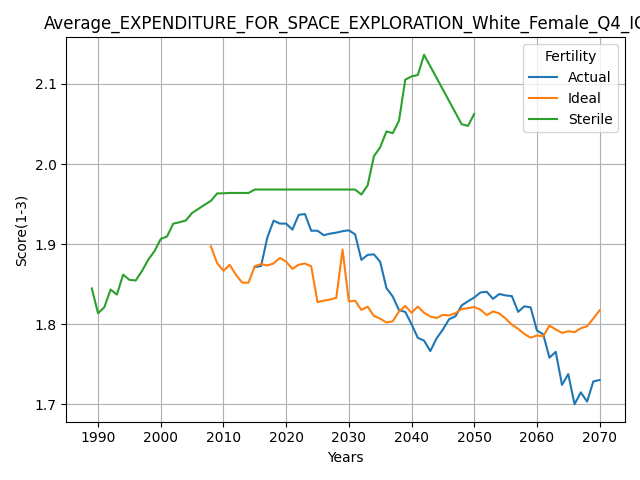 Average_EXPENDITURE_FOR_SPACE_EXPLORATION_White_Female_Q4_IQ
Score(1-3)
2.1
2.0
1.9
1.8
1.7
Fertility
Actual
Ideal
Sterile
1990 2000 2010 2020 2030 2040 2050 2060 2070
Years